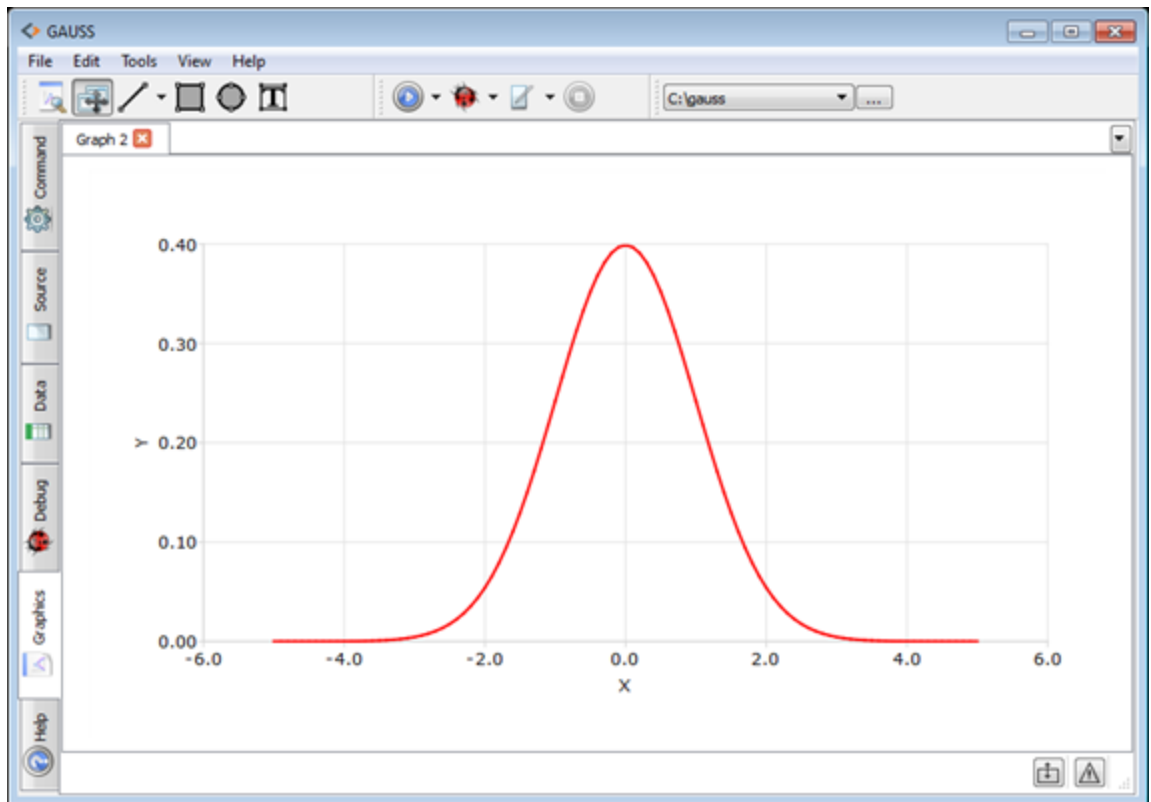 GAUSS
File Edit Tools View Help
T C:\gauss ...
Graph 2
Command
Source
Data
Debug
Graphics
Help
0.40
0.30
Y 0.20
0.10
0.00
-6.0 -4.0 -2.0 0.0 2.0 4.0 6.0
X